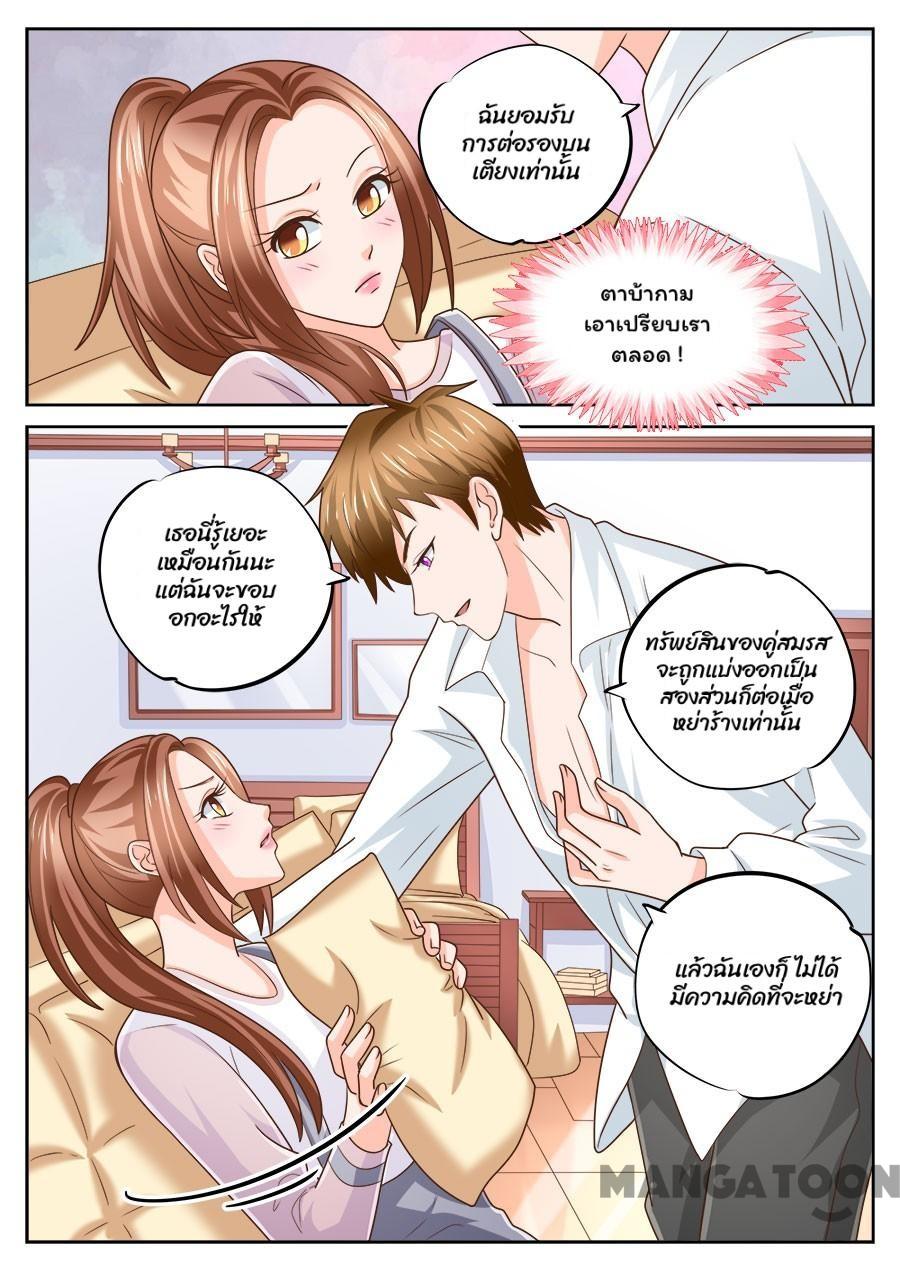 ฉันยอมรับ
การต่อรองบน
เตียงเท่านั้น
ตาบ้ากาม
เอาเปรียบเรา
ตลอด !
เธอนี่รู้เยอะ
เหมือนกันนะ
แต่ฉันจะขอบ
อกอะไรให้
ทรัพย์สินของคู่สมรส
จะถูกแบ่งออกเป็น
สองส่วนก็ต่อเมื่อ
หย่าร้างเท่านั้น
แล้วฉันเองก็ ไม่ได้
มีความคิดที่จะหย่า
MANGATOON